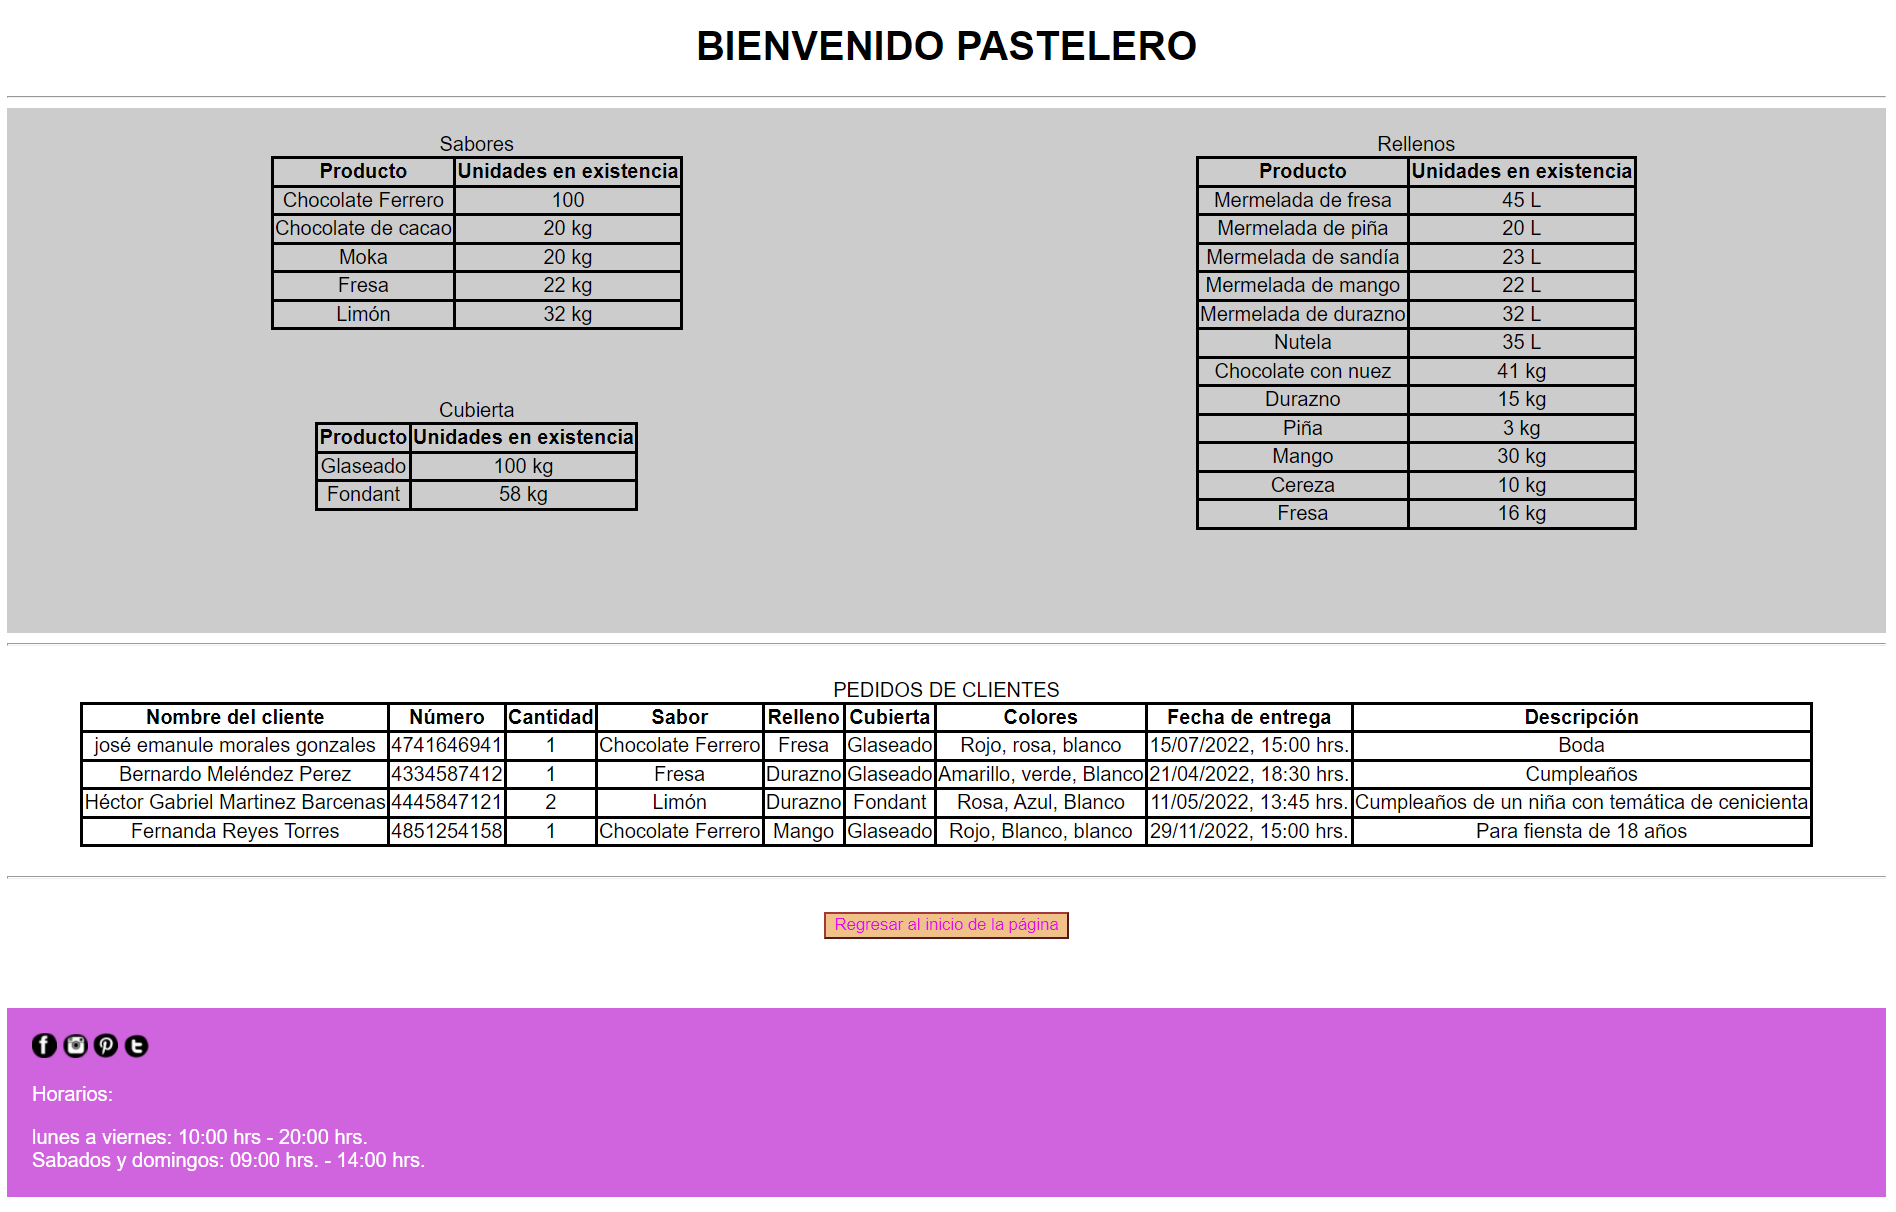 BIENVENIDO PASTELERO
Sabores
Producto Unidades en existencia
Chocolate Ferrero 100
Chocolate de cacao 20 kg
Moka 20 kg
Fresa 22 kg
Limón 32 kg
Cubierta
Producto Unidades en existencia
Glaseado 100 kg
Fondant 58 kg
Rellenos
Producto Unidades en existencia
Mermelada de fresa 45 L
Mermelada de piña 20 L
Mermelada de sandía 23 L
Mermelada de mango 22 L
Mermelada de durazno 32 L
Nutela 35 L
Chocolate con nuez 41 kg
Durazno 15 kg
Piña 3 kg
Mango 30 kg
Cereza 10 kg
Fresa 16 kg
PEDIDOS DE CLIENTES
Nombre del cliente Número Cantidad Sabor Relleno Cubierta Colores Fecha de entrega Descripción
josé emanule morales gonzales 4741646941 1 Chocolate Ferrero Fresa Glaseado Rojo, rosa, blanco 15/07/2022, 15:00 hrs. Boda
Bernardo Meléndez Perez 4334587412 1 Fresa Durazno Glaseado Amarillo, verde, Blanco 21/04/2022, 18:30 hrs. Cumpleaños
Héctor Gabriel Martinez Barcenas 4445847121 2 Limón Durazno Fondant Rosa, Azul, Blanco 11/05/2022, 13:45 hrs. Cumpleaños de un niña con temática de cenicienta
Fernanda Reyes Torres 4851254158 1 Chocolate Ferrero Mango Glaseado Rojo, Blanco, blanco 29/11/2022, 15:00 hrs. Para fiensta de 18 años
Regresar al inicio de la página
Horarios:
lunes a viernes: 10:00 hrs - 20:00 hrs.
Sabados y domingos: 09:00 hrs. - 14:00 hrs.